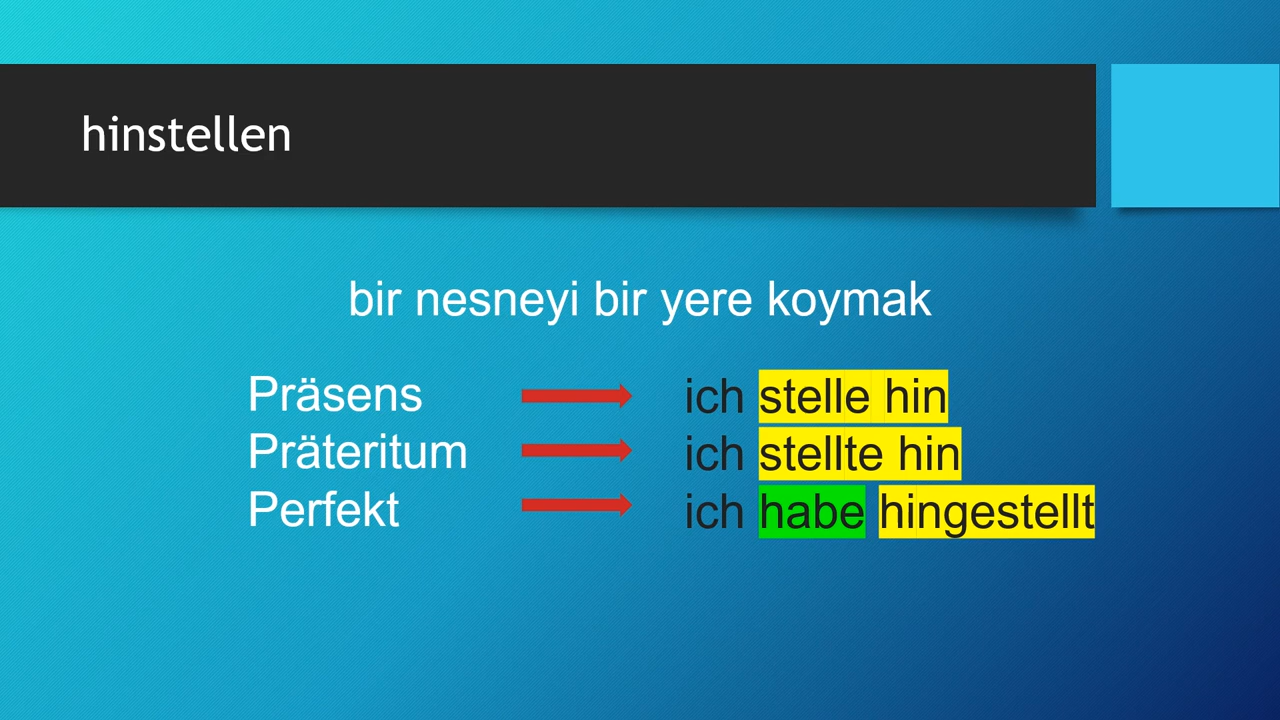 hinstellen
bir nesneyi bir yere koymak
Präsens ich stelle hin
Präteritum ich stellte hin
Perfekt ich habe hingestellt